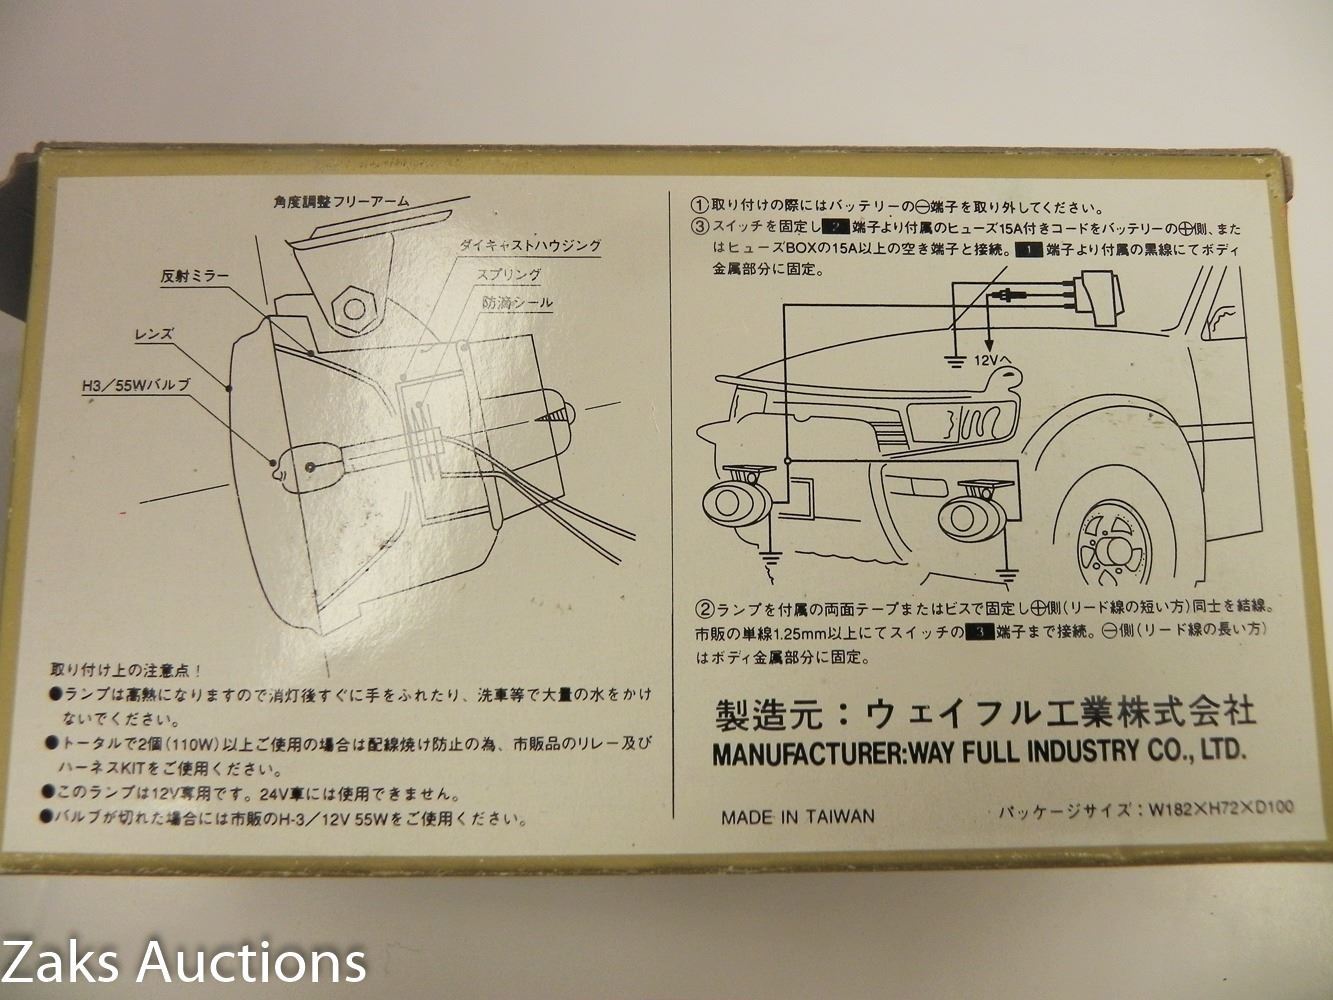 角度調整フリーアーム
ダイキャストハウジング
スプリング
防滴シール
反射ミラー
レンズ
H3/55Wバルブ
取り付け上の注意点!
●ランプは高熱になりますので消灯後すぐに手をふれたり、洗車等で大量の水をかけ
ないでください。
●トータルで2個(110W)以上ご使用の場合は配線焼け防止の為、市販品のリレー及び
ハーネスKITをご使用ください。
●このランプは12V専用です。24V車には使用できません。
●バルブが切れた場合には市販のH-3/12V 55Wをご使用ください。
①取り付けの際にはバッテリーの⊖端子を取り外してください。
③スイッチを固定し2端子より付属のヒューズ15A付きコードをバッテリーの⊕側、また
はヒューズBOXの15A以上の空き端子と接続。1端子より付属の黒線にてボディ
金属部分に固定。
12Vへ
②ランプを付属の両面テープまたはビスで固定し⊕側(リード線の短い方)同士を結線。
市販の単線1.25mm以上にてスイッチの3端子まで接続。⊖側(リード線の長い方)
はボディ金属部分に固定。
製造元:ウェイフル工業株式会社
MANUFACTURER:WAY FULL INDUSTRY CO., LTD.
MADE IN TAIWAN
パッケージサイズ:W182×H72×D100
Zaks Auctions